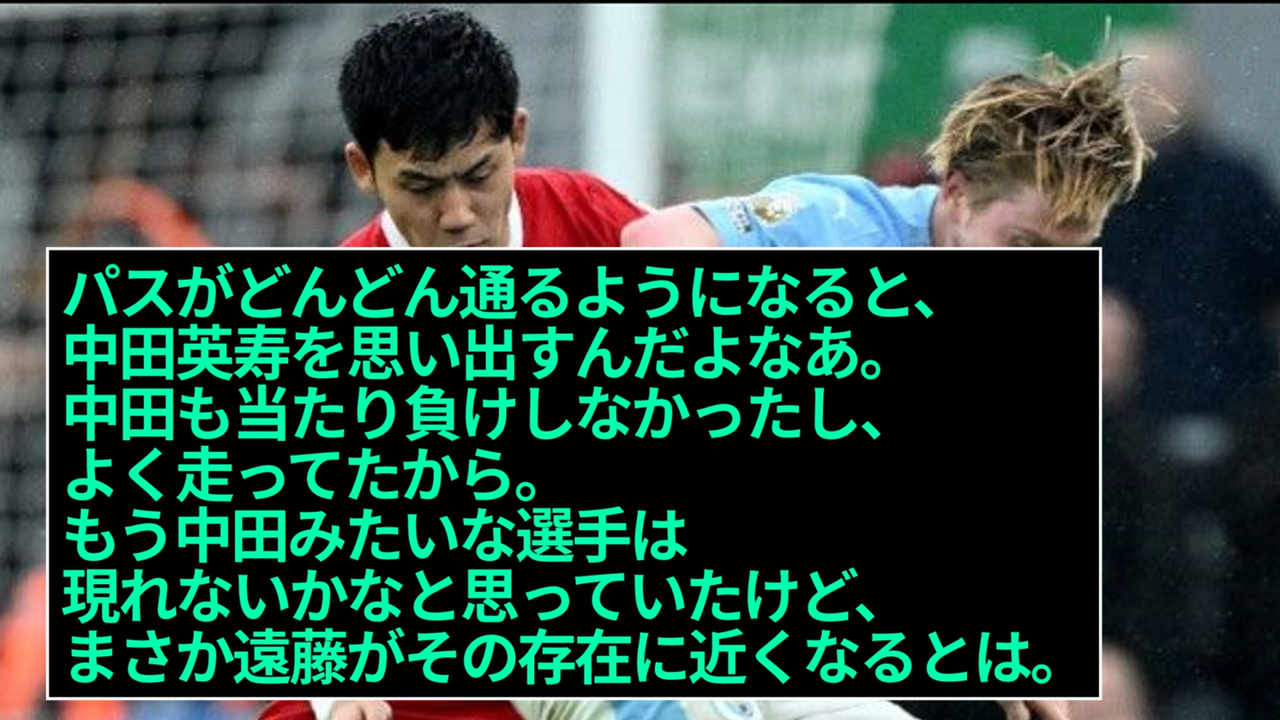 パスがどんどん通るようになると、
中田英寿を思い出すんだよなあ。
中田も当たり負けしなかったし、
よく走ってたから。
もう中田みたいな選手は
現れないかなと思っていたけど、
まさか遠藤がその存在に近くなるとは。